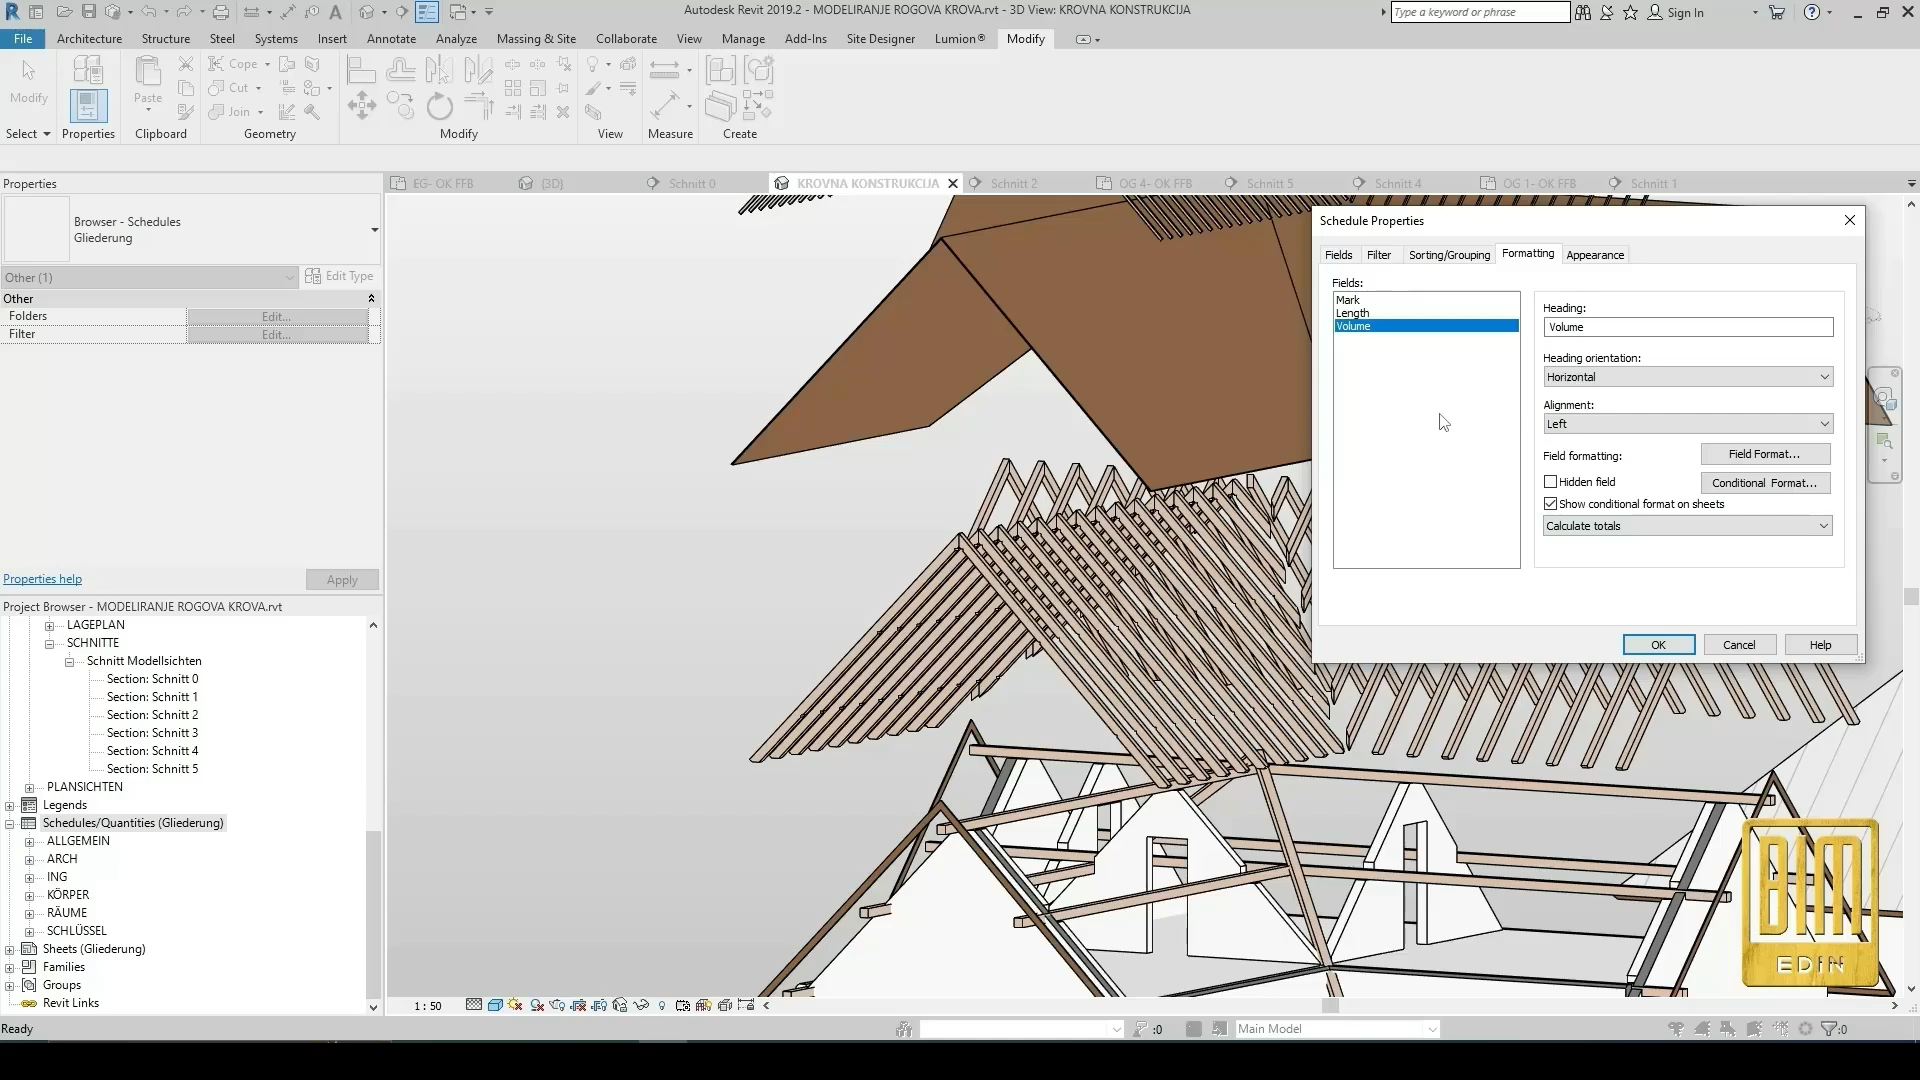 Autodesk Revit 2019.2 - MODELIRANJE ROGOVA KROVA.rvt - 3D View: KROVNA KONSTRUKCIJA
Type a keyword or phrase
Sign In
File Architecture Structure Steel Systems Insert Annotate Analyze Massing & Site Collaborate View Manage Add-Ins Site Designer Lumion® Modify
Modify
Paste
Cope
Cut
Join
Select Properties Clipboard Geometry Modify View Measure Create
Properties
EG- OK FFB {3D} Schnitt 0 KROVNA KONSTRUKCIJA Schnitt 2 OG 4- OK FFB Schnitt 5 Schnitt 4 OG 1- OK FFB Schnitt 1
Browser - Schedules
Gliederung
Other (1) Edit Type
Other
Folders Edit...
Filter Edit...
Properties help Apply
Project Browser - MODELIRANJE ROGOVA KROVA.rvt
LAGEPLAN
SCHNITTE
Schnitt Modellsichten
Section: Schnitt 0
Section: Schnitt 1
Section: Schnitt 2
Section: Schnitt 3
Section: Schnitt 4
Section: Schnitt 5
PLANSICHTEN
Legends
Schedules/Quantities (Gliederung)
ALLGEMEIN
ARCH
ING
KÖRPER
RÄUME
SCHLÜSSEL
Sheets (Gliederung)
Families
Groups
Revit Links
Schedule Properties
Fields Filter Sorting/Grouping Formatting Appearance
Fields:
Mark
Length
Volume
Heading:
Volume
Heading orientation:
Horizontal
Alignment:
Left
Field formatting: Field Format...
Hidden field Conditional Format...
Show conditional format on sheets
Calculate totals
OK Cancel Help
BIM
EDIN
1 : 50
Ready
:0
Main Model
:0